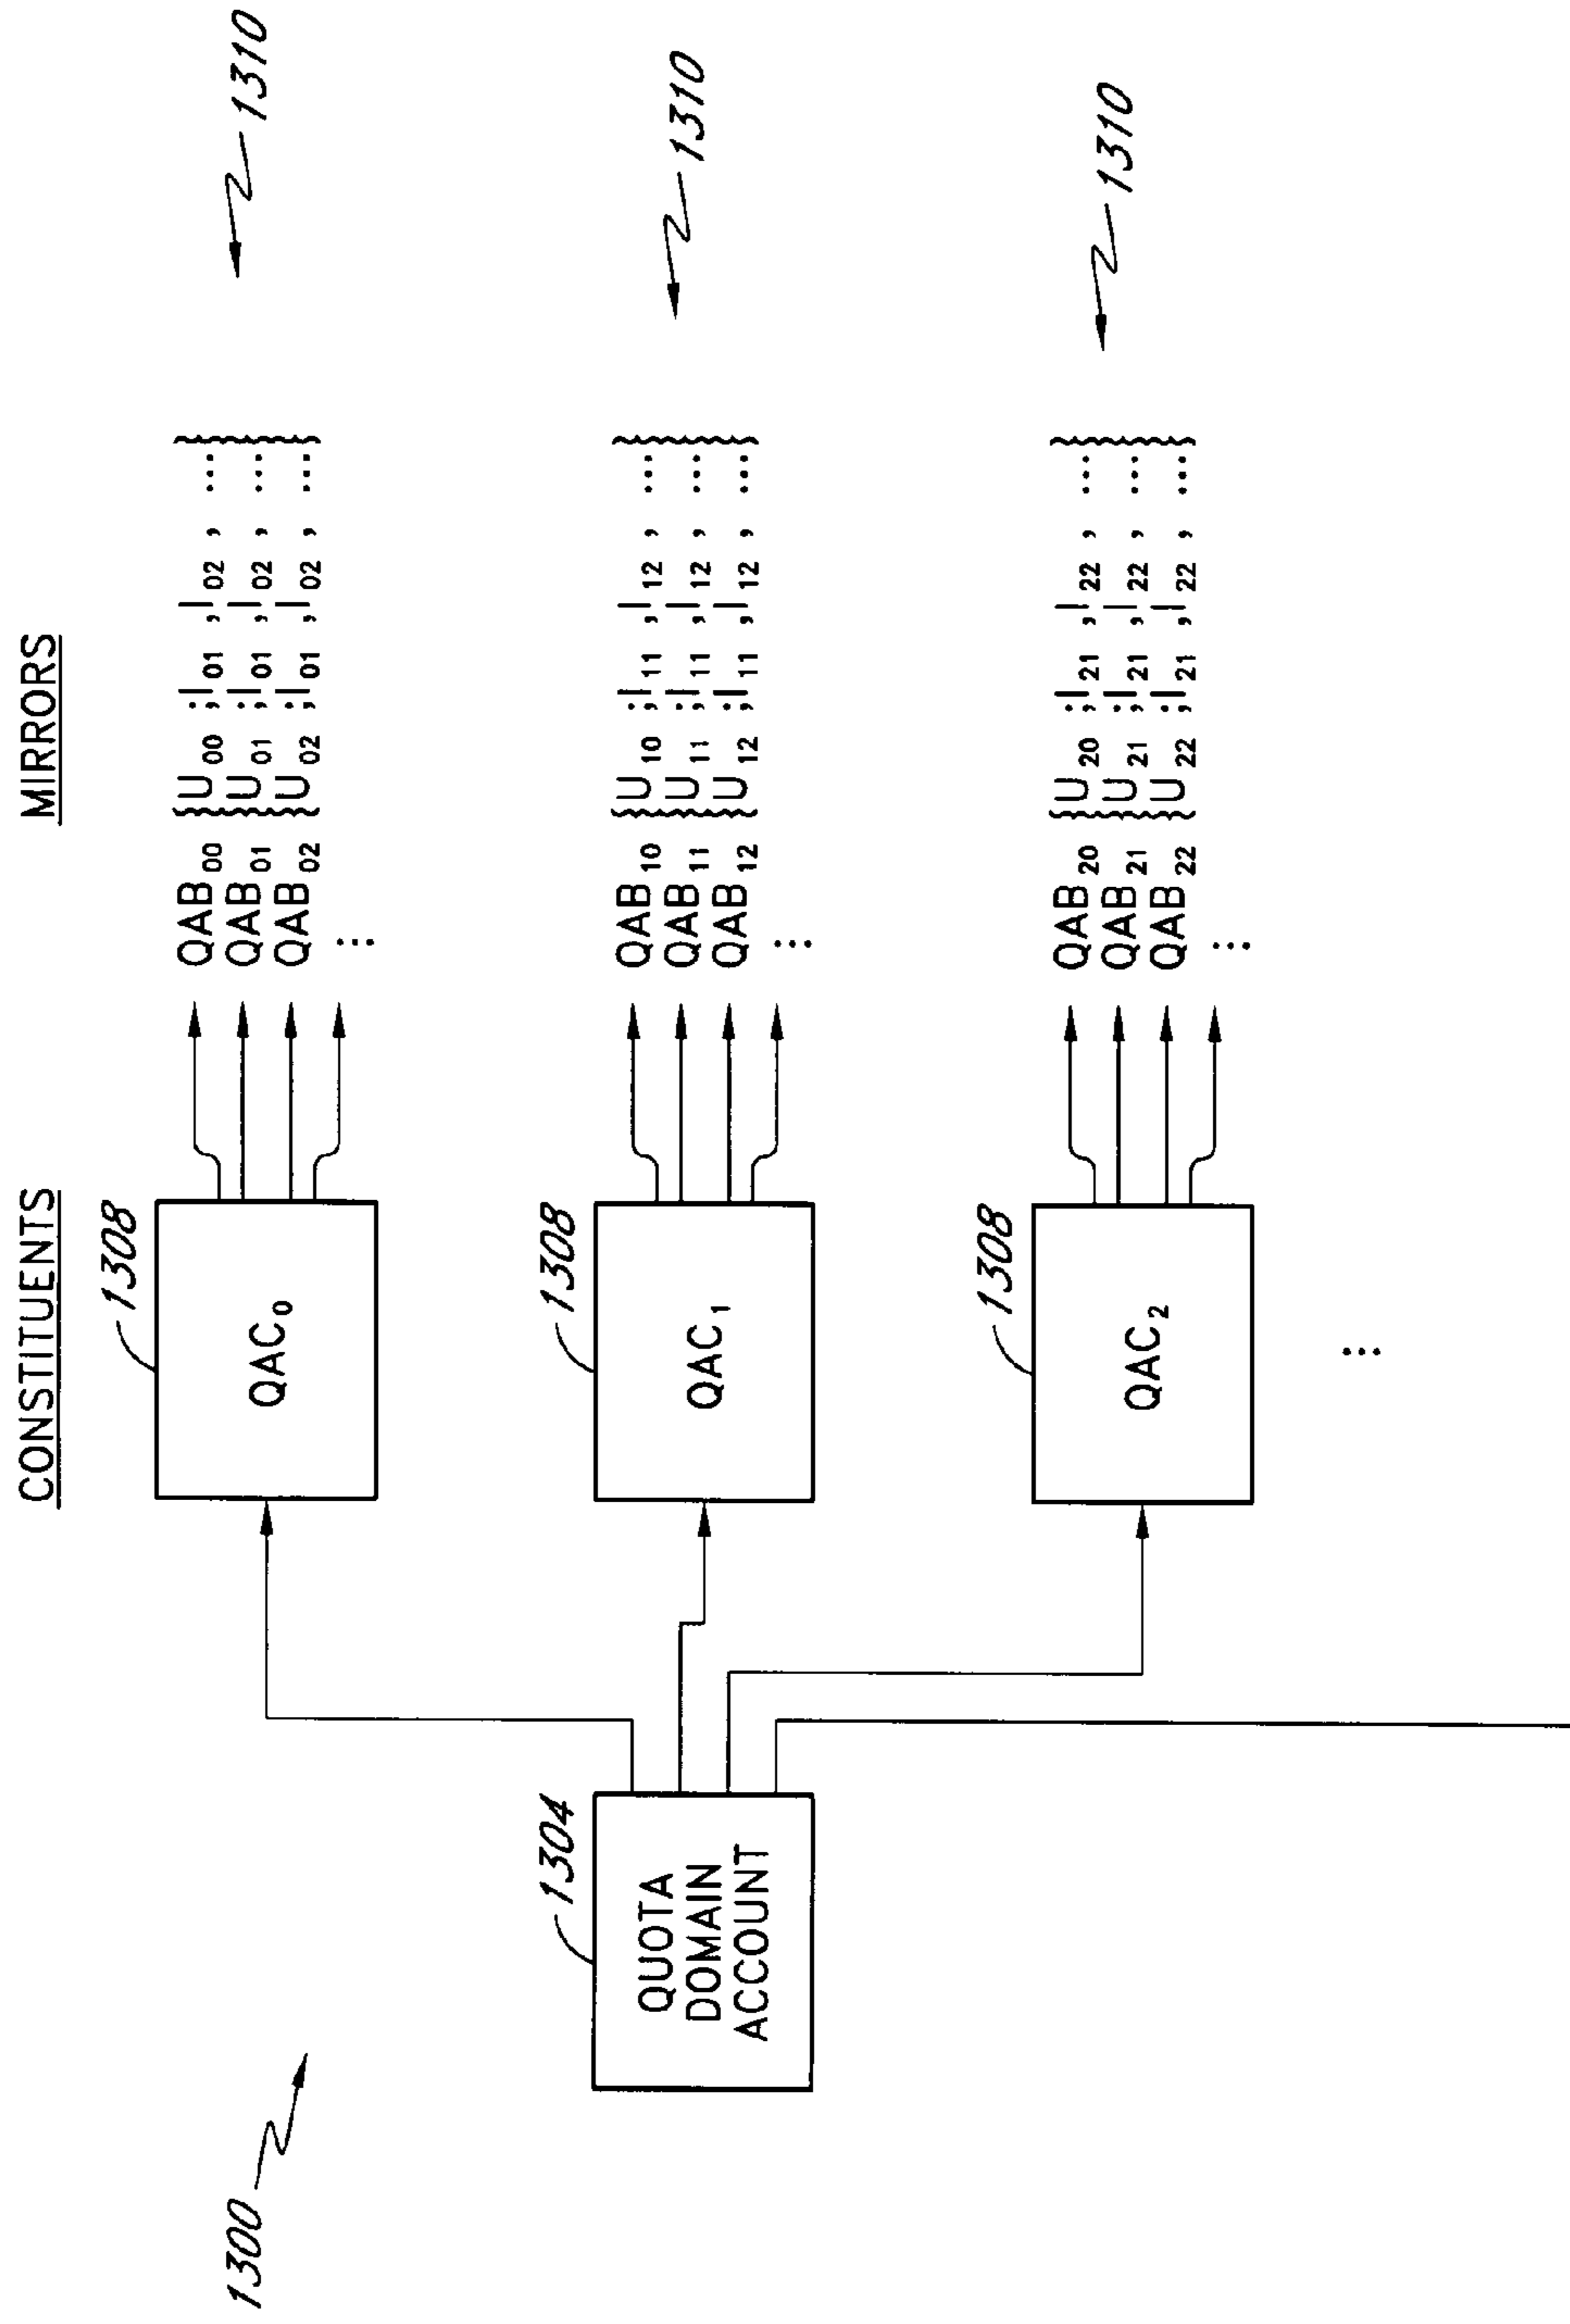 CONSTITUENTS
MIRRORS
1300
1304
QUOTA
DOMAIN
ACCOUNT
1308
QAC₀
QAB₀₀ {U₀₀ ;I₀₁ ,I₀₂ , ...}
QAB₀₁ {U₀₁ ;I₀₁ ,I₀₂ , ...}
QAB₀₂ {U₀₂ ;I₀₁ ,I₀₂ , ...}
⋮
1310
1308
QAC₁
QAB₁₀ {U₁₀ ;I₁₁ ,I₁₂ , ...}
QAB₁₁ {U₁₁ ;I₁₁ ,I₁₂ , ...}
QAB₁₂ {U₁₂ ;I₁₁ ,I₁₂ , ...}
⋮
1310
1308
QAC₂
QAB₂₀ {U₂₀ ;I₂₁ ,I₂₂ , ...}
QAB₂₁ {U₂₁ ;I₂₁ ,I₂₂ , ...}
QAB₂₂ {U₂₂ ;I₂₁ ,I₂₂ , ...}
⋮
1310
⋮